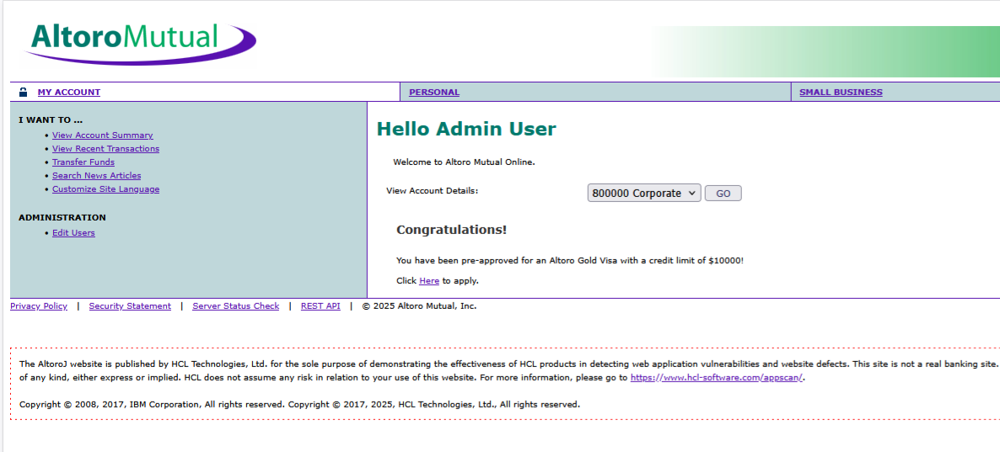 AltoroMutual
MY ACCOUNT PERSONAL SMALL BUSINESS
I WANT TO ...
• View Account Summary
• View Recent Transactions
• Transfer Funds
• Search News Articles
• Customize Site Language
ADMINISTRATION
• Edit Users
Hello Admin User
Welcome to Altoro Mutual Online.
View Account Details: 800000 Corporate GO
Congratulations!
You have been pre-approved for an Altoro Gold Visa with a credit limit of $10000!
Click Here to apply.
Privacy Policy | Security Statement | Server Status Check | REST API | © 2025 Altoro Mutual, Inc.
The AltoroJ website is published by HCL Technologies, Ltd. for the sole purpose of demonstrating the effectiveness of HCL products in detecting web application vulnerabilities and website defects. This site is not a real banking site.
of any kind, either express or implied. HCL does not assume any risk in relation to your use of this website. For more information, please go to https://www.hcl-software.com/appscan/.
Copyright © 2008, 2017, IBM Corporation, All rights reserved. Copyright © 2017, 2025, HCL Technologies, Ltd., All rights reserved.